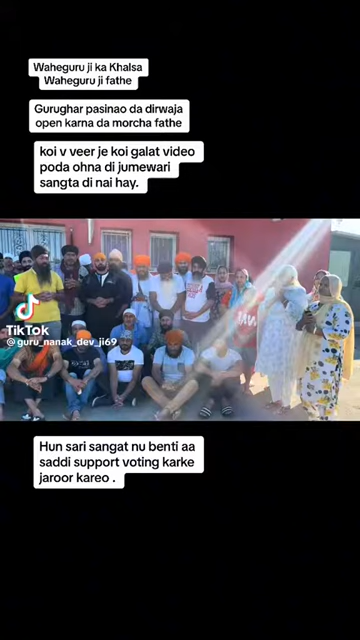 Waheguru ji ka Khalsa
Waheguru ji fathe
Gurughar pasinao da dirwaja
open karna da morcha fathe
koi v veer je koi galat video
poda ohna di jumewari
sangta di nai hay.
TikTok
@guru_nanak_dev_ji69
Hun sari sangat nu benti aa
saddi support voting karke
jaroor kareo .